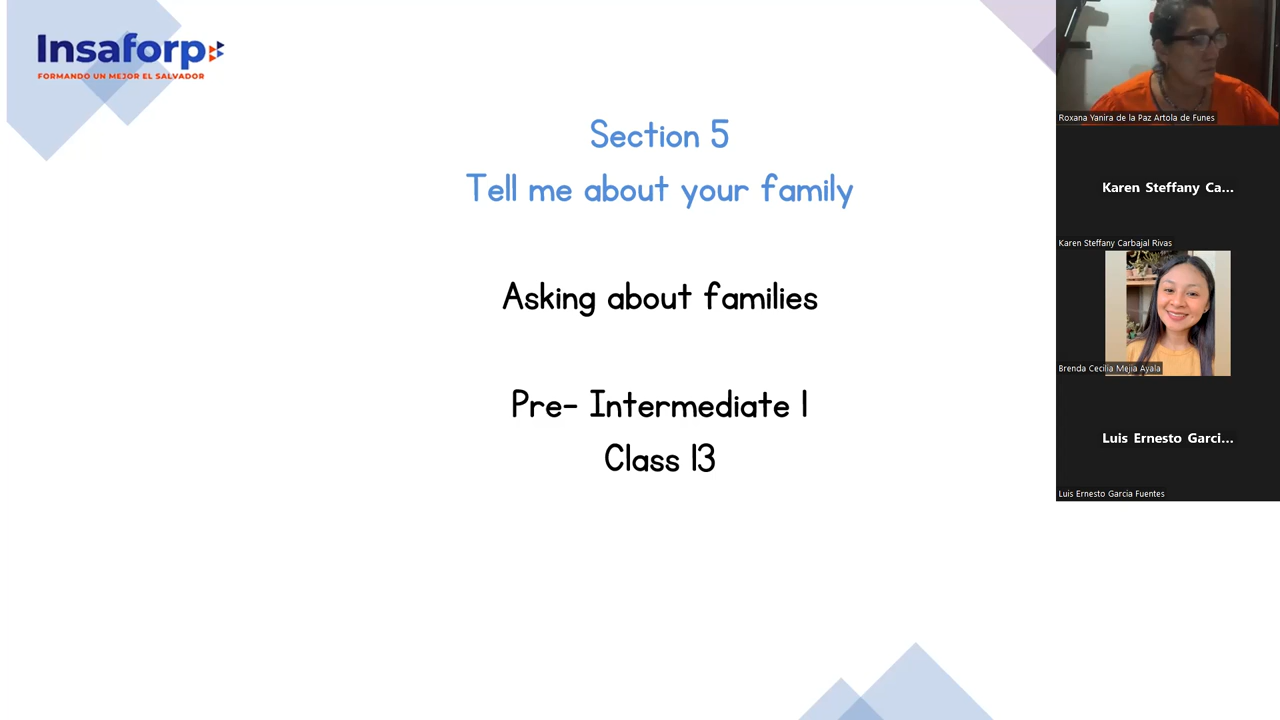 Insaforp
FORMANDO UN MEJOR EL SALVADOR
Section 5
Tell me about your family
Asking about families
Pre- Intermediate 1
Class 13
Roxana Yanira de la Paz Artola de Funes
Karen Steffany Ca...
Karen Steffany Carbajal Rivas
Brenda Cecilia Mejia Ayala
Luis Ernesto Garci...
Luis Ernesto García Fuentes